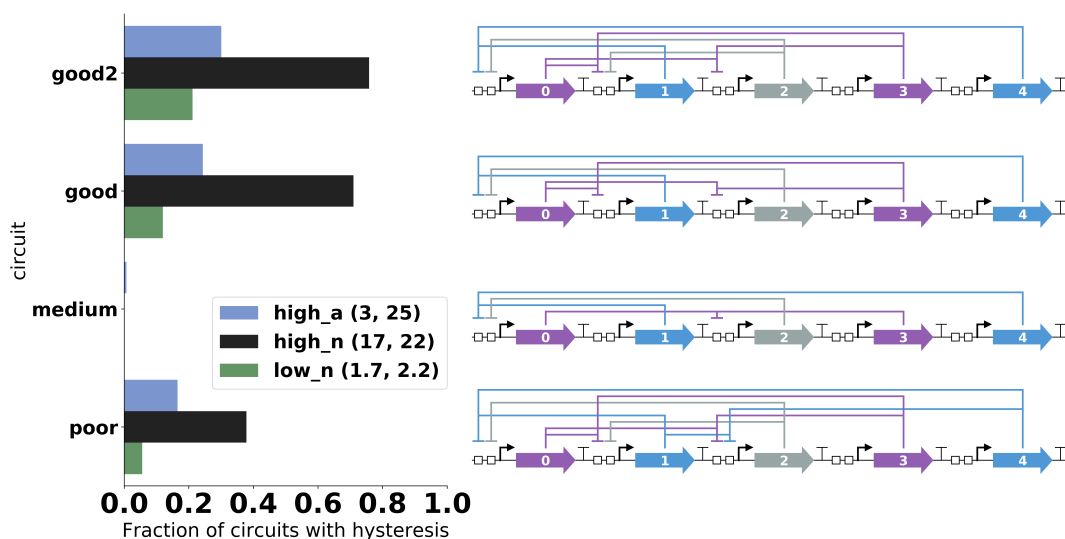 good2
0 1 2 3 4
good
0 1 2 3 4
circuit
medium
high_a (3, 25)
high_n (17, 22)
low_n (1.7, 2.2)
0 1 2 3 4
poor
0 1 2 3 4
0.0 0.2 0.4 0.6 0.8 1.0
Fraction of circuits with hysteresis